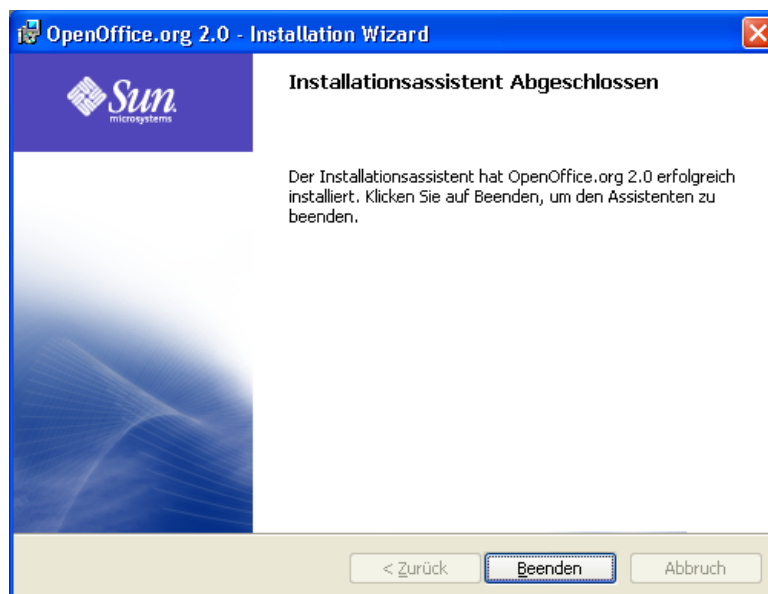 OpenOffice.org 2.0 - Installation Wizard
Sun
microsystems
Installationsassistent Abgeschlossen
Der Installationsassistent hat OpenOffice.org 2.0 erfolgreich
installiert. Klicken Sie auf Beenden, um den Assistenten zu
beenden.
< Zurück
Beenden
Abbruch